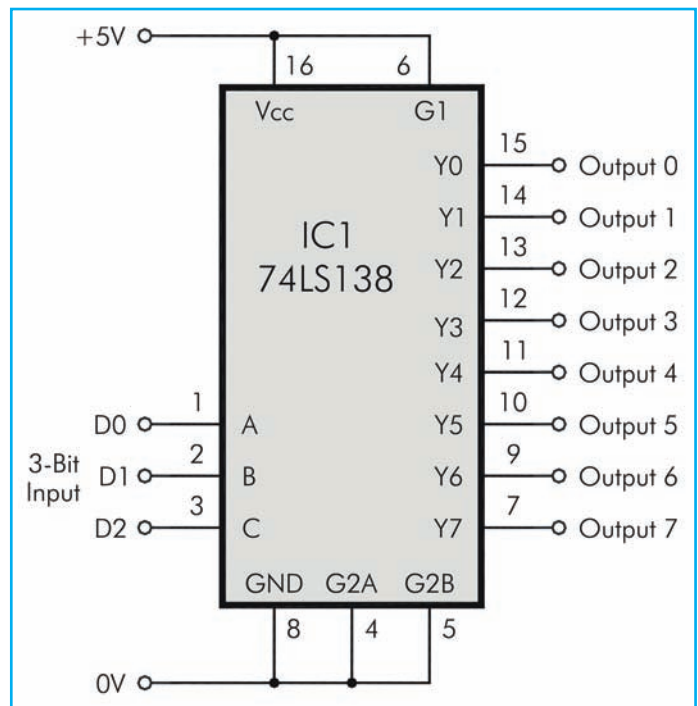 +5V
16 6
Vcc G1
15
Y0 Output 0
14
Y1 Output 1
IC1
13
74LS138 Y2 Output 2
12
Y3 Output 3
11
Y4 Output 4
1 10
D0 A Y5 Output 5
3-Bit 2 9
Input D1 B Y6 Output 6
3 7
D2 C Y7 Output 7
GND G2A G2B
8 4 5
0V